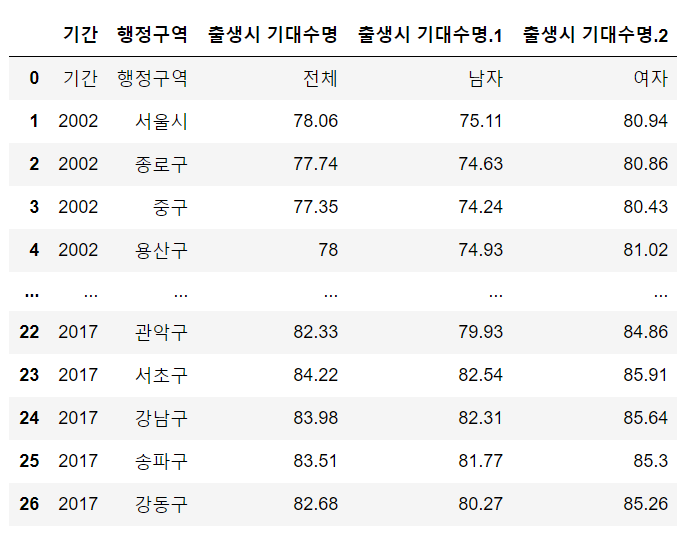 기간 행정구역 출생시 기대수명 출생시 기대수명.1 출생시 기대수명.2
0 기간 행정구역 전체 남자 여자
1 2002 서울시 78.06 75.11 80.94
2 2002 종로구 77.74 74.63 80.86
3 2002 중구 77.35 74.24 80.43
4 2002 용산구 78 74.93 81.02
... ... ... ... ... ...
22 2017 관악구 82.33 79.93 84.86
23 2017 서초구 84.22 82.54 85.91
24 2017 강남구 83.98 82.31 85.64
25 2017 송파구 83.51 81.77 85.3
26 2017 강동구 82.68 80.27 85.26